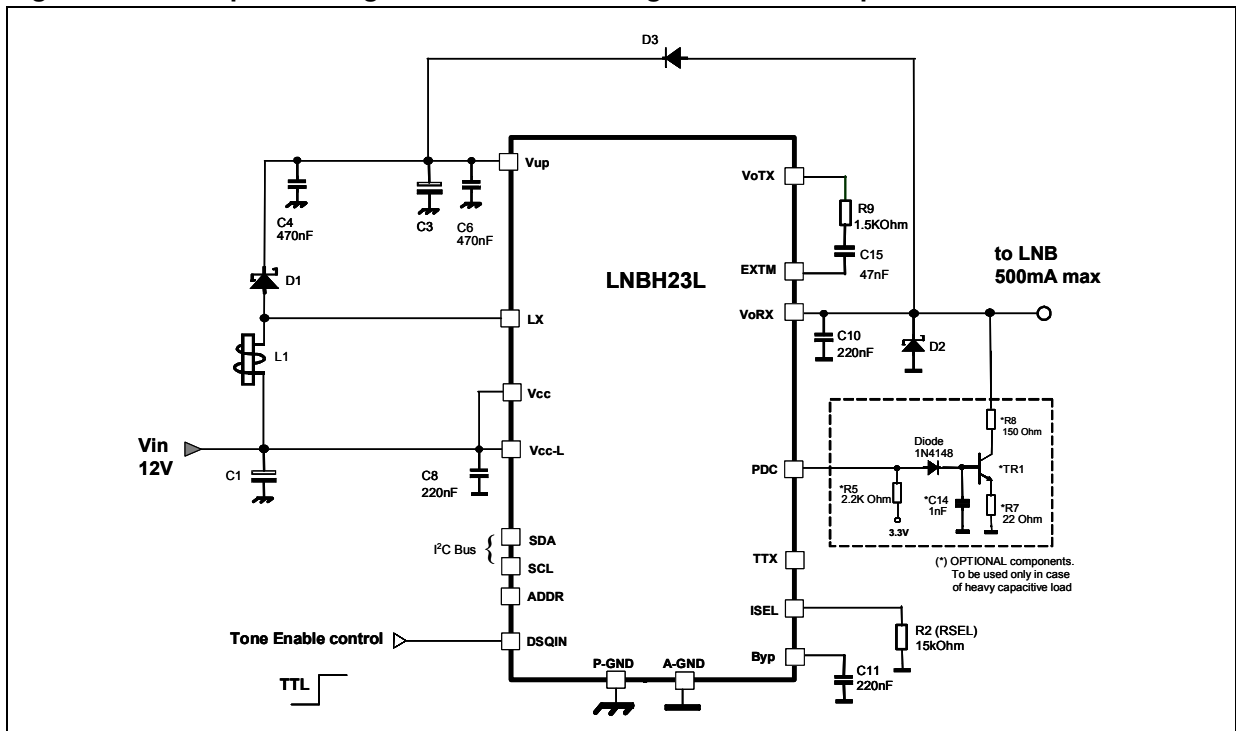 D3
Vup
VoTX
C4
470nF
C3
C6
470nF
R9
1.5KOhm
C15
47nF
D1
LNBH23L
EXTM
to LNB
500mA max
LX
VoRX
L1
C10
220nF
D2
Vcc
Vin
12V
Vcc-L
C1
C8
220nF
*R8
150 Ohm
Diode
1N4148
PDC
*TR1
*R5
2.2K Ohm
*C14
1nF
*R7
22 Ohm
3.3V
I²C Bus
{
SDA
SCL
TTX
(*) OPTIONAL components.
To be used only in case
of heavy capacitive load
ADDR
ISEL
Tone Enable control
DSQIN
R2 (RSEL)
15kOhm
P-GND
A-GND
Byp
C11
220nF
TTL